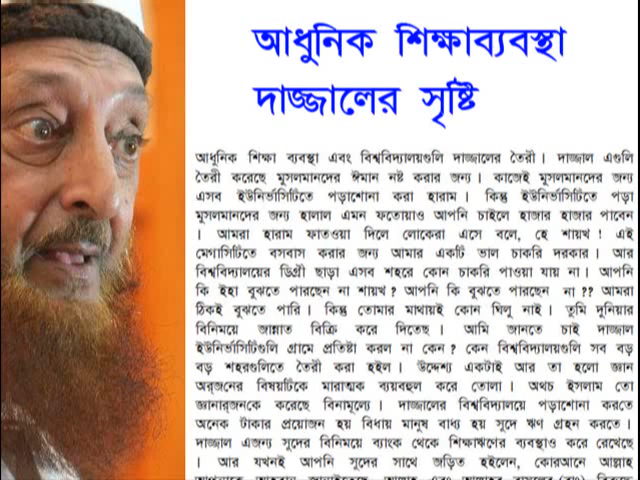 আধুনিক শিক্ষাব্যবস্থা
দাজ্জালের সৃষ্টি
আধুনিক শিক্ষা ব্যবস্থা এবং বিশ্ববিদ্যালয়গুলি দাজ্জালের তৈরী । দাজ্জাল এগুলি
তৈরী করেছে মুসলমানদের ঈমান নষ্ট করার জন্য । কাজেই মুসলমানদের জন্য
এসব ইউনির্ভাসিটিতে পড়াশোনা করা হারাম । কিন্তু ইউনির্ভাসিটিতে পড়া
মুসলমানদের জন্য হালাল এমন ফতোয়াও আপনি চাইলে হাজার হাজার পাবেন
। আমরা হারাম ফাতওয়া দিলে লোকেরা এসে বলে, হে শায়খ ! এই
মেগাসিটিতে বসবাস করার জন্য আমার একটি ভাল চাকরি দরকার । আর
বিশ্ববিদ্যালয়ের ডিগ্রী ছাড়া এসব শহরে কোন চাকরি পাওয়া যায় না । আপনি
কি ইহা বুঝতে পারছেন না শায়খ ? আপনি কি বুঝতে পারছেন না ?? আমরা
ঠিকই বুঝতে পারি । কিন্তু তোমার মাথায়ই কোন ঘিলু নাই । তুমি দুনিয়ার
বিনিময়ে জান্নাত বিক্রি করে দিতেছ । আমি জানতে চাই দাজ্জাল
ইউনির্ভাসিটিগুলি গ্রামে প্রতিষ্টা করল না কেন ? কেন বিশ্ববিদ্যালয়গুলি সব বড়
বড় শহরগুলিতে তৈরী করা হইল । উদ্দেশ্য একটাই আর তা হলো জ্ঞান
অর্জনের বিষয়টিকে মারাত্মক ব্যয়বহুল করে তোলা । অথচ ইসলাম তো
জ্ঞানার্জনকে করেছে বিনামূল্যে । দাজ্জালের বিশ্ববিদ্যালয়ে পড়াশোনা করতে
অনেক টাকার প্রয়োজন হয় বিধায় মানুষ বাধ্য হয় সুদে ঋণ গ্রহন করতে ।
দাজ্জাল এজন্য সুদের বিনিময়ে ব্যাংক থেকে শিক্ষাঋণের ব্যবস্থাও করে রেখেছে
। আর যখনই আপনি সুদের সাথে জড়িত হইলেন, কোরআনে আল্লাহ